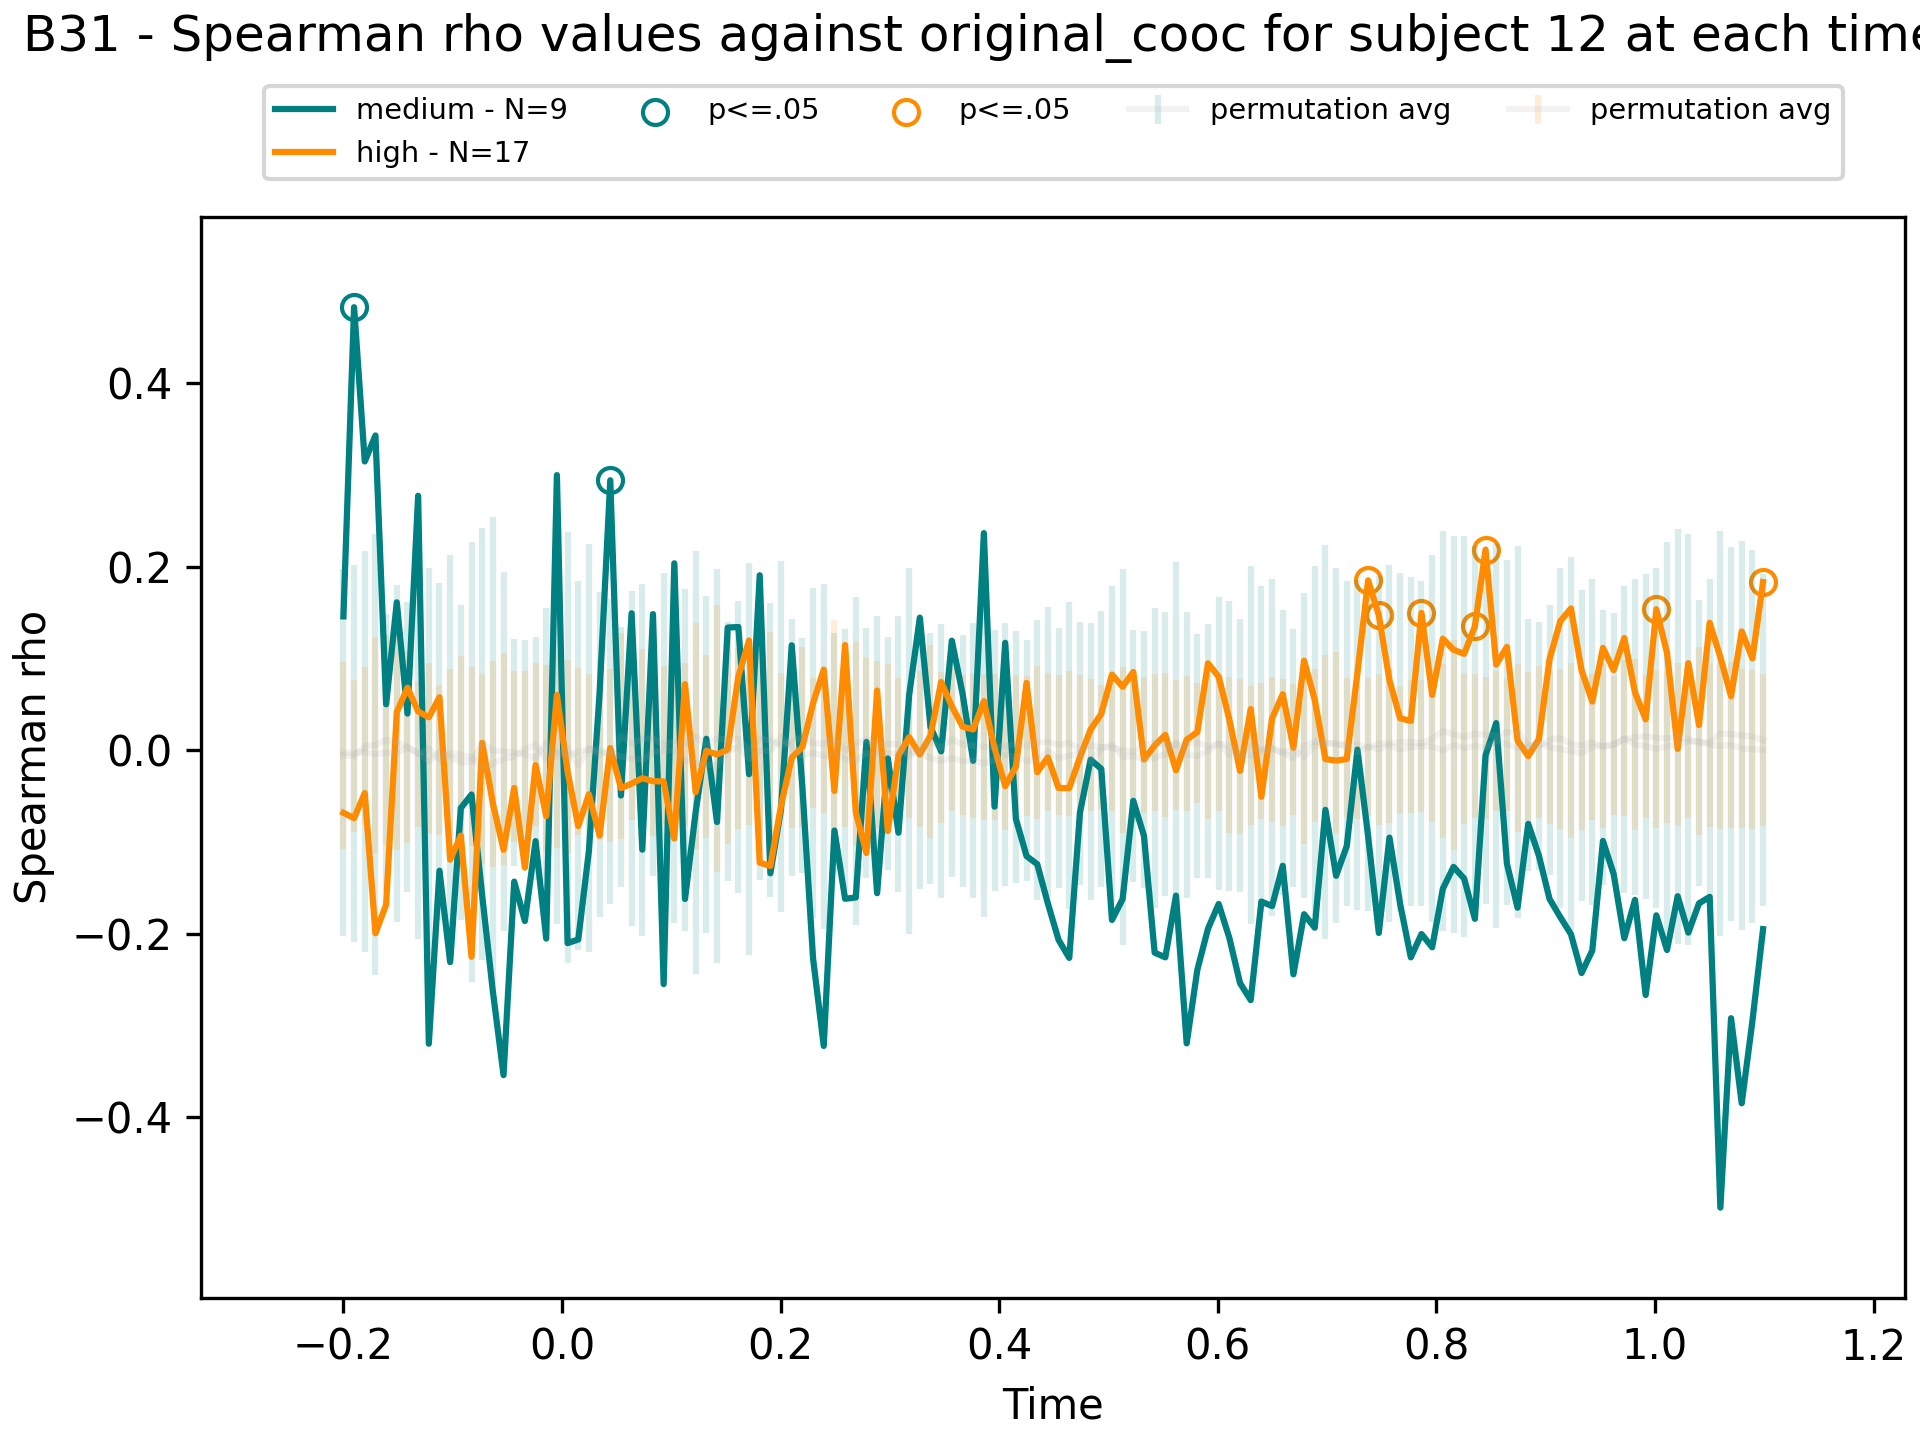 B31 - Spearman rho values against original_cooc for subject 12 at each time
medium - N=9
high - N=17
p<=.05
p<=.05
permutation avg
permutation avg
Spearman rho
0.4
0.2
0.0
−0.2
−0.4
−0.2 0.0 0.2 0.4 0.6 0.8 1.0 1.2
Time